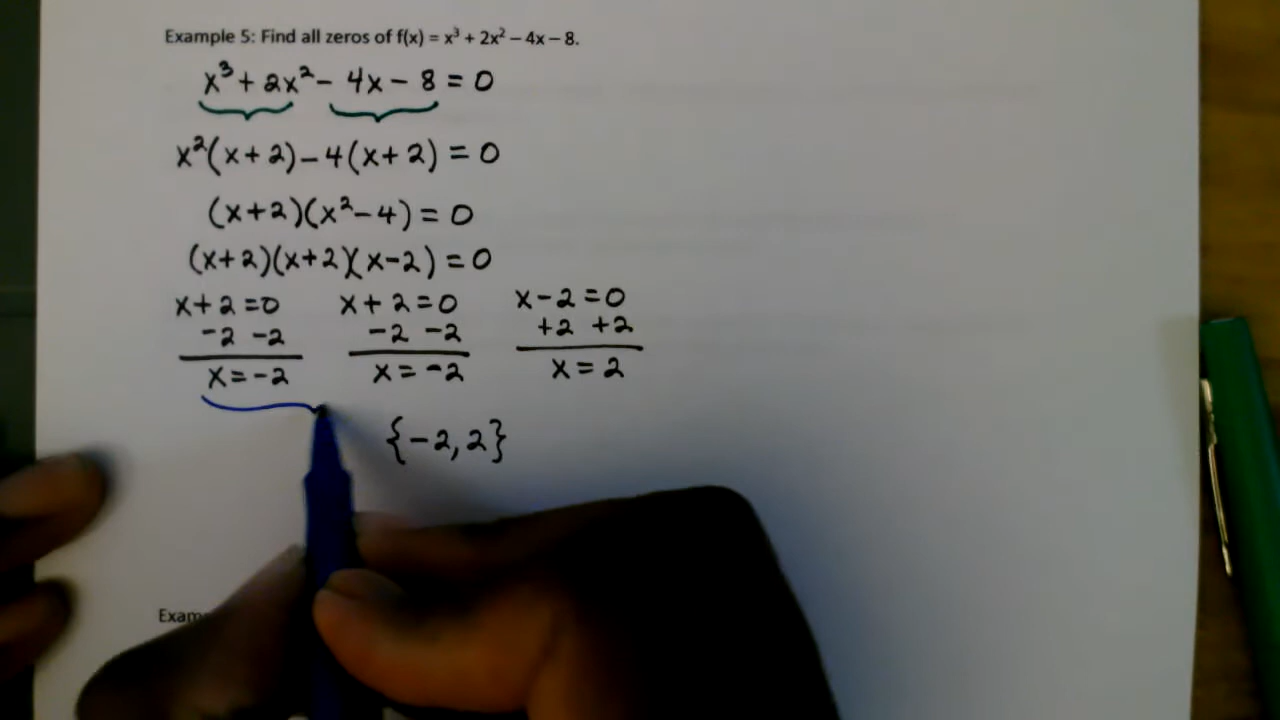 Example 5: Find all zeros of f(x) = x³ + 2x² – 4x – 8.
x³ + 2x² – 4x – 8 = 0
x²(x + 2) – 4(x + 2) = 0
(x+2)(x²–4) = 0
(x+2)(x+2)(x–2) = 0
x+2=0 x+2=0 x–2=0
–2 –2 –2 –2 +2 +2
x=–2 x=–2 x=2
{–2,2}